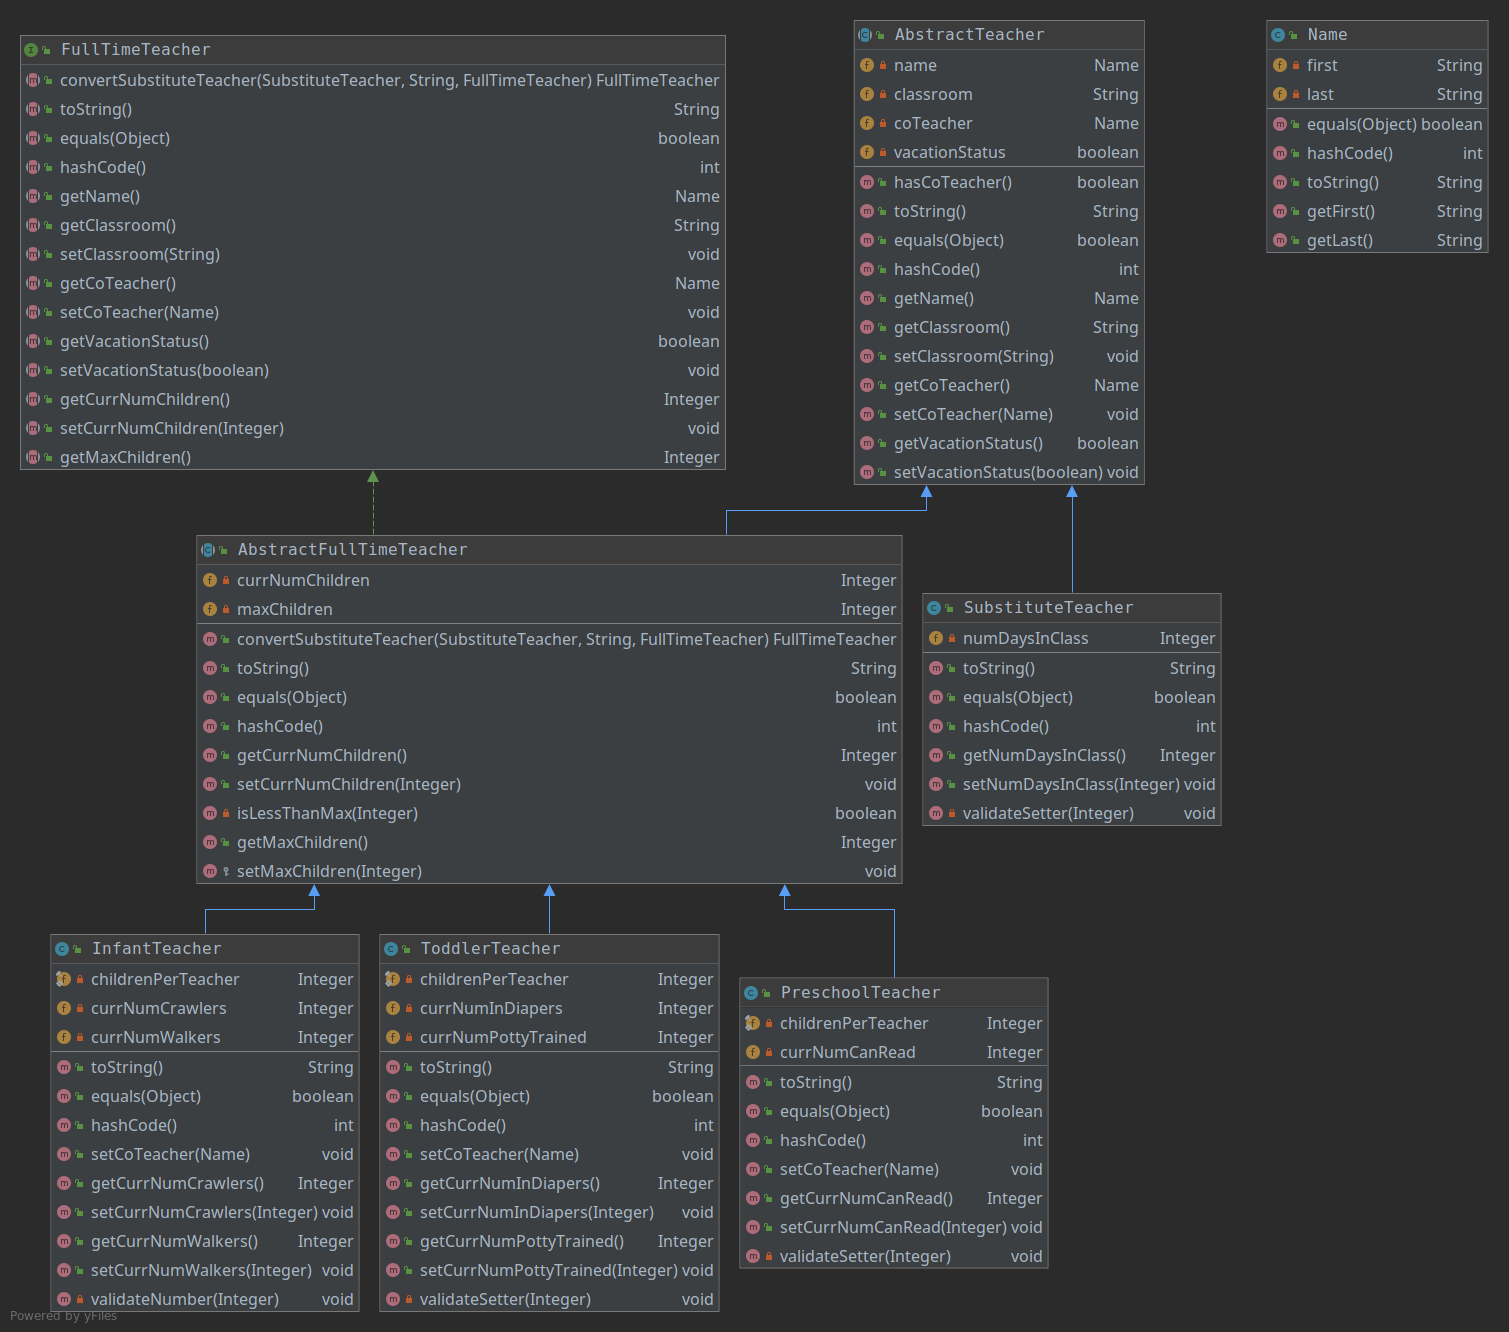 FullTimeTeacher
convertSubstituteTeacher(SubstituteTeacher, String, FullTimeTeacher) FullTimeTeacher
toString() String
equals(Object) boolean
hashCode() int
getName() Name
getClassroom() String
setClassroom(String) void
getCoTeacher() Name
setCoTeacher(Name) void
getVacationStatus() boolean
setVacationStatus(boolean) void
getCurrNumChildren() Integer
setCurrNumChildren(Integer) void
getMaxChildren() Integer
AbstractTeacher
name Name
classroom String
coTeacher Name
vacationStatus boolean
hasCoTeacher() boolean
toString() String
equals(Object) boolean
hashCode() int
getName() Name
getClassroom() String
setClassroom(String) void
getCoTeacher() Name
setCoTeacher(Name) void
getVacationStatus() boolean
setVacationStatus(boolean) void
Name
first String
last String
equals(Object) boolean
hashCode() int
toString() String
getFirst() String
getLast() String
AbstractFullTimeTeacher
currNumChildren Integer
maxChildren Integer
convertSubstituteTeacher(SubstituteTeacher, String, FullTimeTeacher) FullTimeTeacher
toString() String
equals(Object) boolean
hashCode() int
getCurrNumChildren() Integer
setCurrNumChildren(Integer) void
isLessThanMax(Integer) boolean
getMaxChildren() Integer
setMaxChildren(Integer) void
SubstituteTeacher
numDaysInClass Integer
toString() String
equals(Object) boolean
hashCode() int
getNumDaysInClass() Integer
setNumDaysInClass(Integer) void
validateSetter(Integer) void
InfantTeacher
childrenPerTeacher Integer
currNumCrawlers Integer
currNumWalkers Integer
toString() String
equals(Object) boolean
hashCode() int
setCoTeacher(Name) void
getCurrNumCrawlers() Integer
setCurrNumCrawlers(Integer) void
getCurrNumWalkers() Integer
setCurrNumWalkers(Integer) void
validateNumber(Integer) void
ToddlerTeacher
childrenPerTeacher Integer
currNumInDiapers Integer
currNumPottyTrained Integer
toString() String
equals(Object) boolean
hashCode() int
setCoTeacher(Name) void
getCurrNumInDiapers() Integer
setCurrNumInDiapers(Integer) void
getCurrNumPottyTrained() Integer
setCurrNumPottyTrained(Integer) void
validateSetter(Integer) void
PreschoolTeacher
childrenPerTeacher Integer
currNumCanRead Integer
toString() String
equals(Object) boolean
hashCode() int
setCoTeacher(Name) void
getCurrNumCanRead() Integer
setCurrNumCanRead(Integer) void
validateSetter(Integer) void
Powered by yFiles